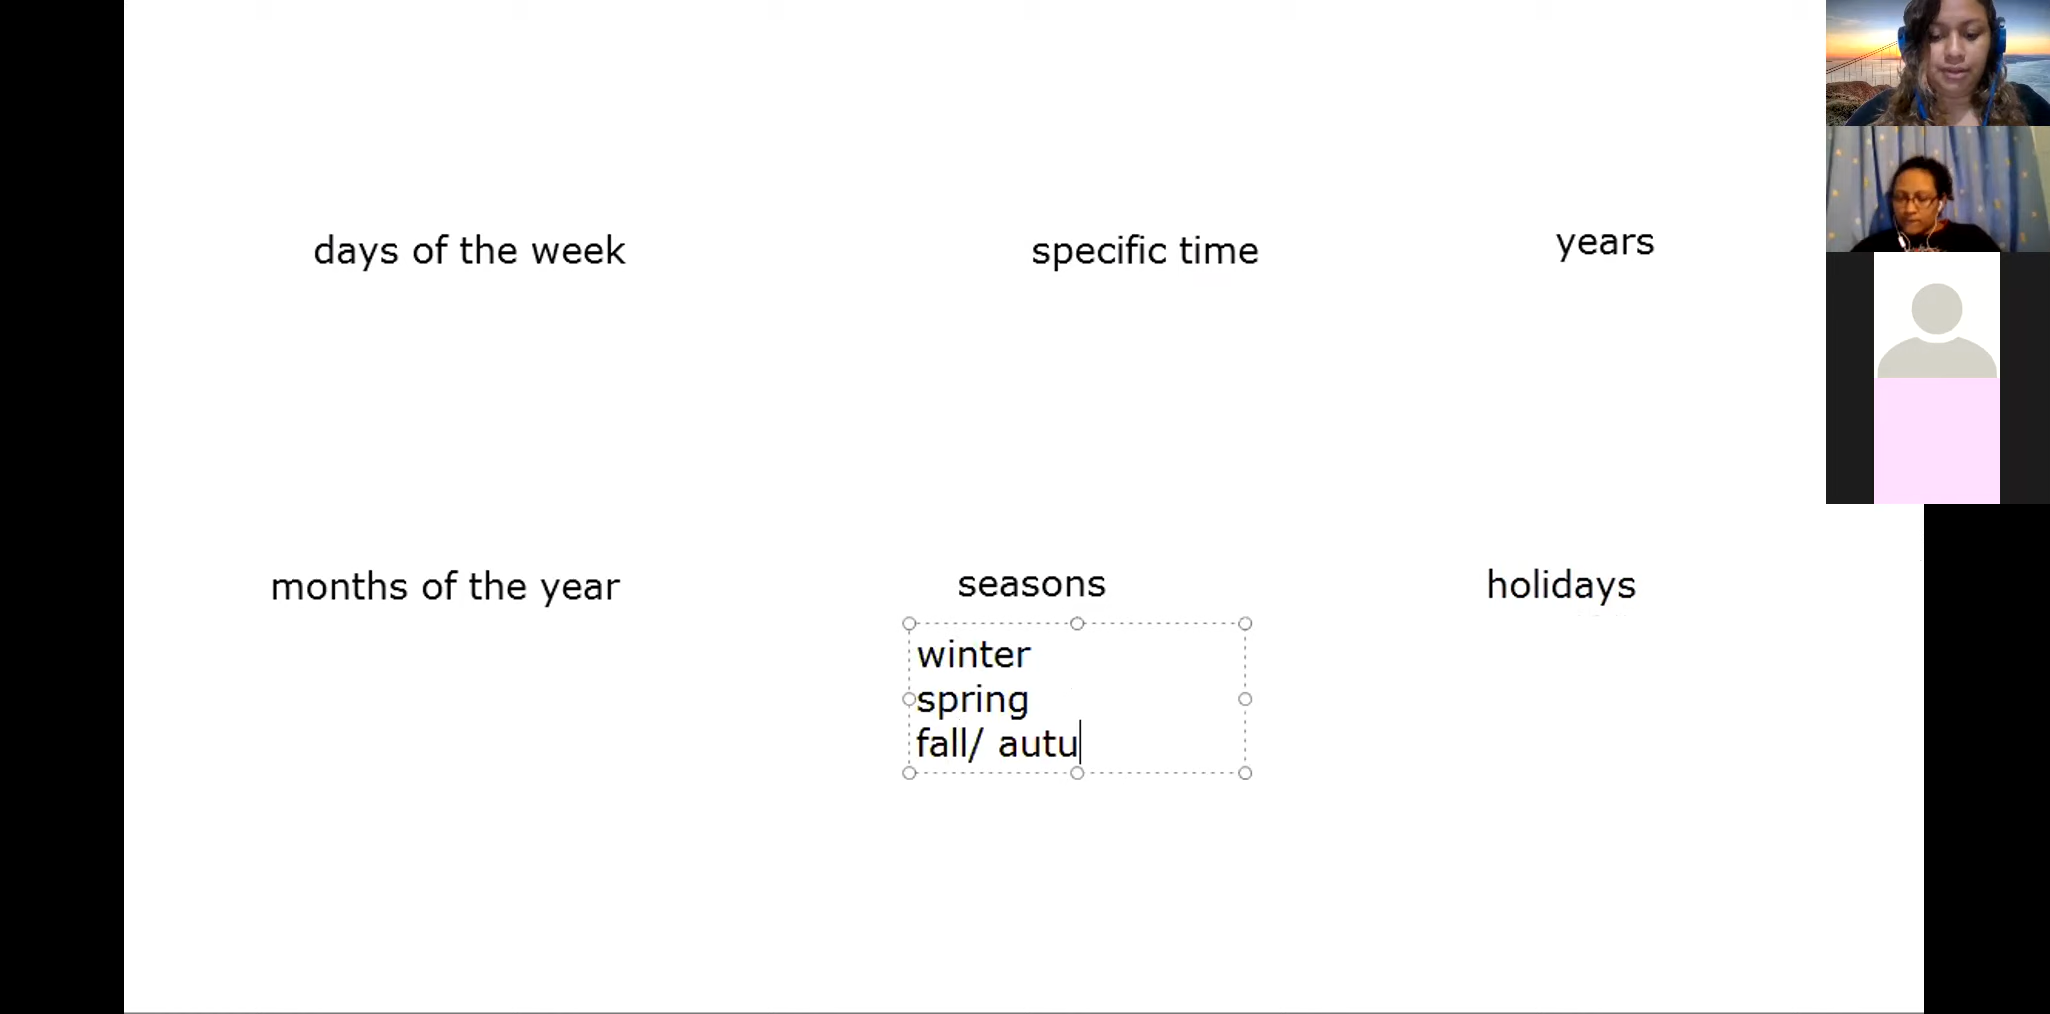 days of the week
specific time
years
months of the year
seasons
holidays
winter
spring
fall/ autu